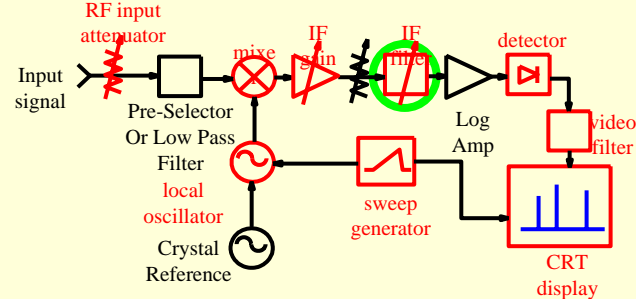 RF input
attenuator
Input
signal
Pre-Selector
Or Low Pass
Filter
mixe
IF
gain
IF
filter
Log
Amp
detector
video
filter
local
oscillator
sweep
generator
Crystal
Reference
CRT
display